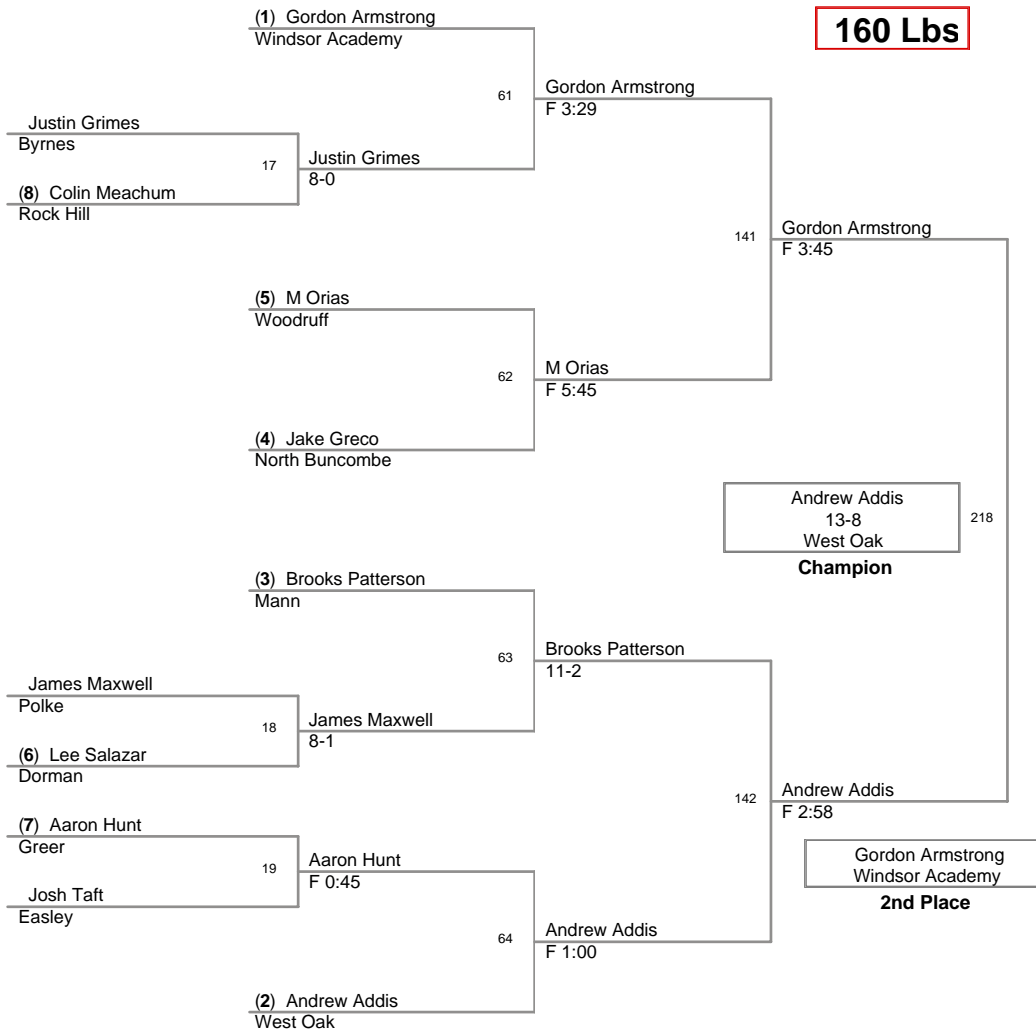 (1) Gordon Armstrong
Windsor Academy
160 Lbs
61
Gordon Armstrong
F 3:29
Justin Grimes
Byrnes
17
Justin Grimes
8-0
(8) Colin Meachum
Rock Hill
141
Gordon Armstrong
F 3:45
(5) M Orias
Woodruff
62
M Orias
F 5:45
(4) Jake Greco
North Buncombe
Andrew Addis
13-8
West Oak
Champion
218
(3) Brooks Patterson
Mann
63
Brooks Patterson
11-2
James Maxwell
Polke
18
James Maxwell
8-1
(6) Lee Salazar
Dorman
142
Andrew Addis
F 2:58
(7) Aaron Hunt
Greer
19
Aaron Hunt
F 0:45
Josh Taft
Easley
Gordon Armstrong
Windsor Academy
2nd Place
64
Andrew Addis
F 1:00
(2) Andrew Addis
West Oak